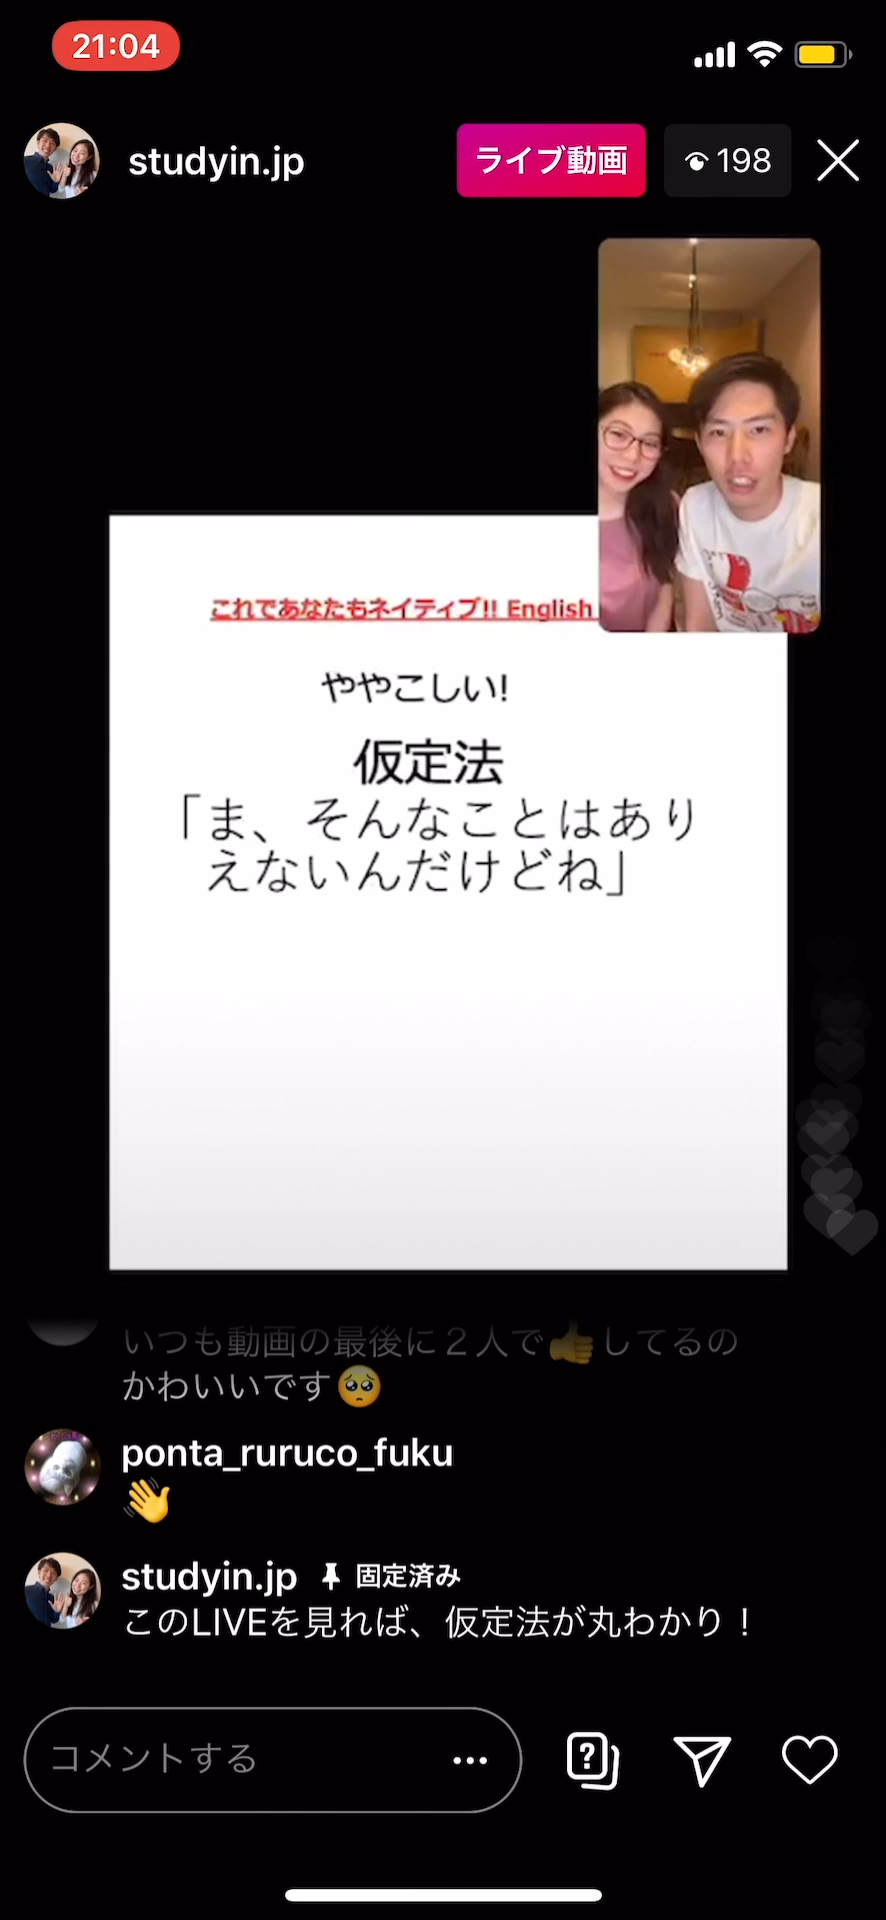 21:04
studyin.jp
ライブ動画
198
これであなたもネイティブ!! English
ややこしい!
仮定法
「ま、そんなことはあり
えないんだけどね」
いつも動画の最後に２人で👍してるの
かわいいです🥺
ponta_ruruco_fuku
👋
studyin.jp 固定済み
このLIVEを見れば、仮定法が丸わかり！
コメントする